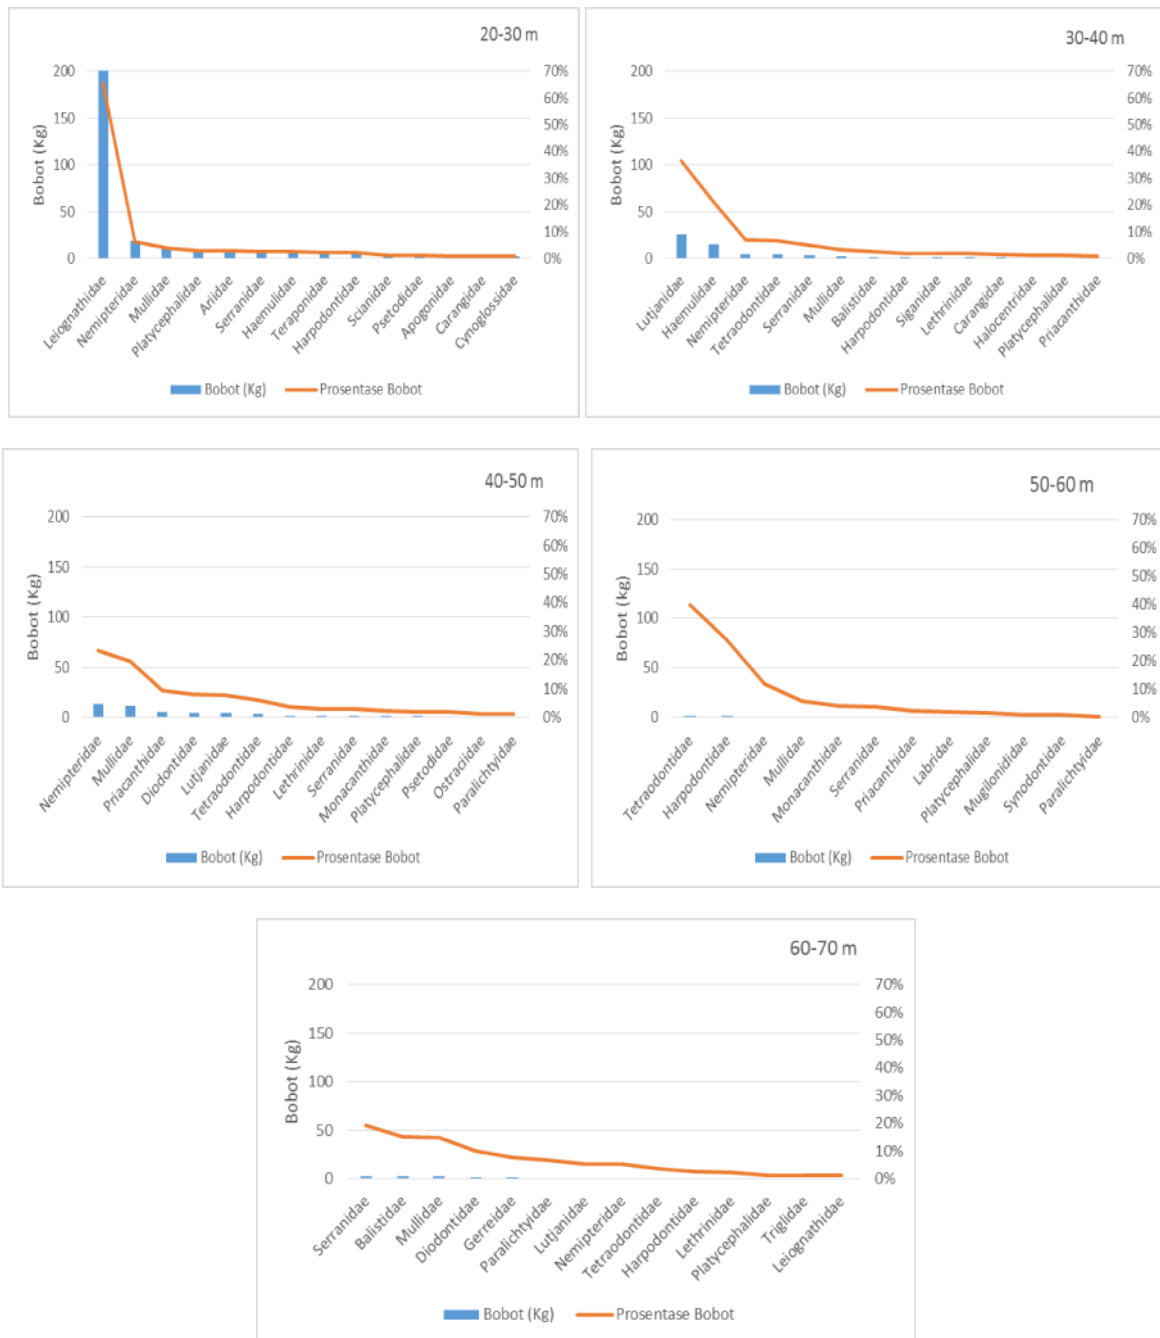 20-30 m
200
150
100
50
0
Bobot (Kg)
70%
60%
50%
40%
30%
20%
10%
0%
Leiognathidae
Nemipteridae
Mullidae
Platycephalidae
Ariidae
Serranidae
Haemulidae
Teraponidae
Harpodontidae
Scianidae
Psetodidae
Apogonidae
Carangidae
Cynoglossidae
Bobot (Kg) Prosentase Bobot
30-40 m
200
150
100
50
0
Bobot (Kg)
70%
60%
50%
40%
30%
20%
10%
0%
Lutjanidae
Haemulidae
Nemipteridae
Tetraodontidae
Serranidae
Mullidae
Balistidae
Harpodontidae
Siganidae
Lethrinidae
Carangidae
Halocentridae
Platycephalidae
Priacanthidae
Bobot (Kg) Prosentase Bobot
40-50 m
200
150
100
50
0
Bobot (Kg)
70%
60%
50%
40%
30%
20%
10%
0%
Nemipteridae
Mullidae
Priacanthidae
Diodontidae
Lutjanidae
Tetraodontidae
Harpodontidae
Lethrinidae
Serranidae
Monacanthidae
Platycephalidae
Psetodidae
Ostraciidae
Paralichtyidae
Bobot (Kg) Prosentase Bobot
50-60 m
200
150
100
50
0
Bobot (Kg)
70%
60%
50%
40%
30%
20%
10%
0%
Tetraodontidae
Harpodontidae
Nemipteridae
Mullidae
Monacanthidae
Serranidae
Priacanthidae
Labridae
Platycephalidae
Mugilonididae
Synodontidae
Paralichtyidae
Bobot (Kg) Prosentase Bobot
60-70 m
200
150
100
50
0
Bobot (Kg)
70%
60%
50%
40%
30%
20%
10%
0%
Serranidae
Balistidae
Mullidae
Diodontidae
Gerreidae
Paralichtyidae
Lutjanidae
Nemipteridae
Tetraodontidae
Harpodontidae
Lethrinidae
Platycephalidae
Triglidae
Leiognathidae
Bobot (Kg) Prosentase Bobot